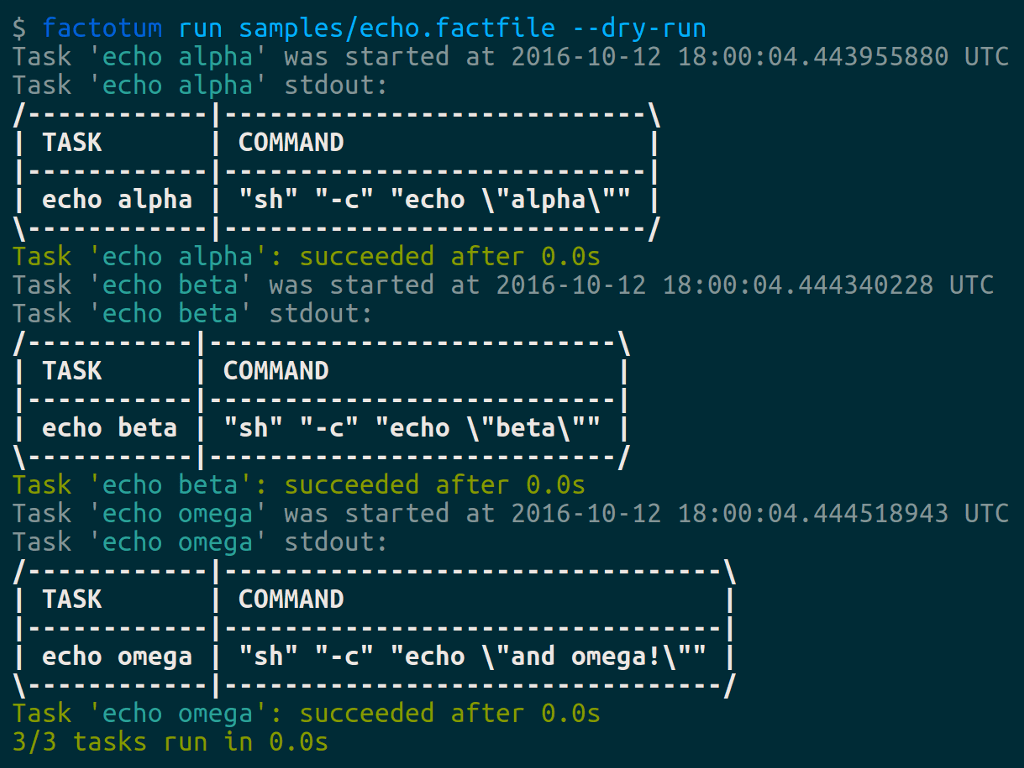 $ factotum run samples/echo.factfile --dry-run
Task 'echo alpha' was started at 2016-10-12 18:00:04.443955880 UTC
Task 'echo alpha' stdout:
/------------|----------------------------\
| TASK       | COMMAND                    |
|------------|----------------------------|
| echo alpha | "sh" "-c" "echo \"alpha\"" |
\------------|----------------------------/
Task 'echo alpha': succeeded after 0.0s
Task 'echo beta' was started at 2016-10-12 18:00:04.444340228 UTC
Task 'echo beta' stdout:
/-----------|---------------------------\
| TASK      | COMMAND                   |
|-----------|---------------------------|
| echo beta | "sh" "-c" "echo \"beta\"" |
\-----------|---------------------------/
Task 'echo beta': succeeded after 0.0s
Task 'echo omega' was started at 2016-10-12 18:00:04.444518943 UTC
Task 'echo omega' stdout:
/------------|---------------------------------\
| TASK       | COMMAND                         |
|------------|---------------------------------|
| echo omega | "sh" "-c" "echo \"and omega!\"" |
\------------|---------------------------------/
Task 'echo omega': succeeded after 0.0s
3/3 tasks run in 0.0s